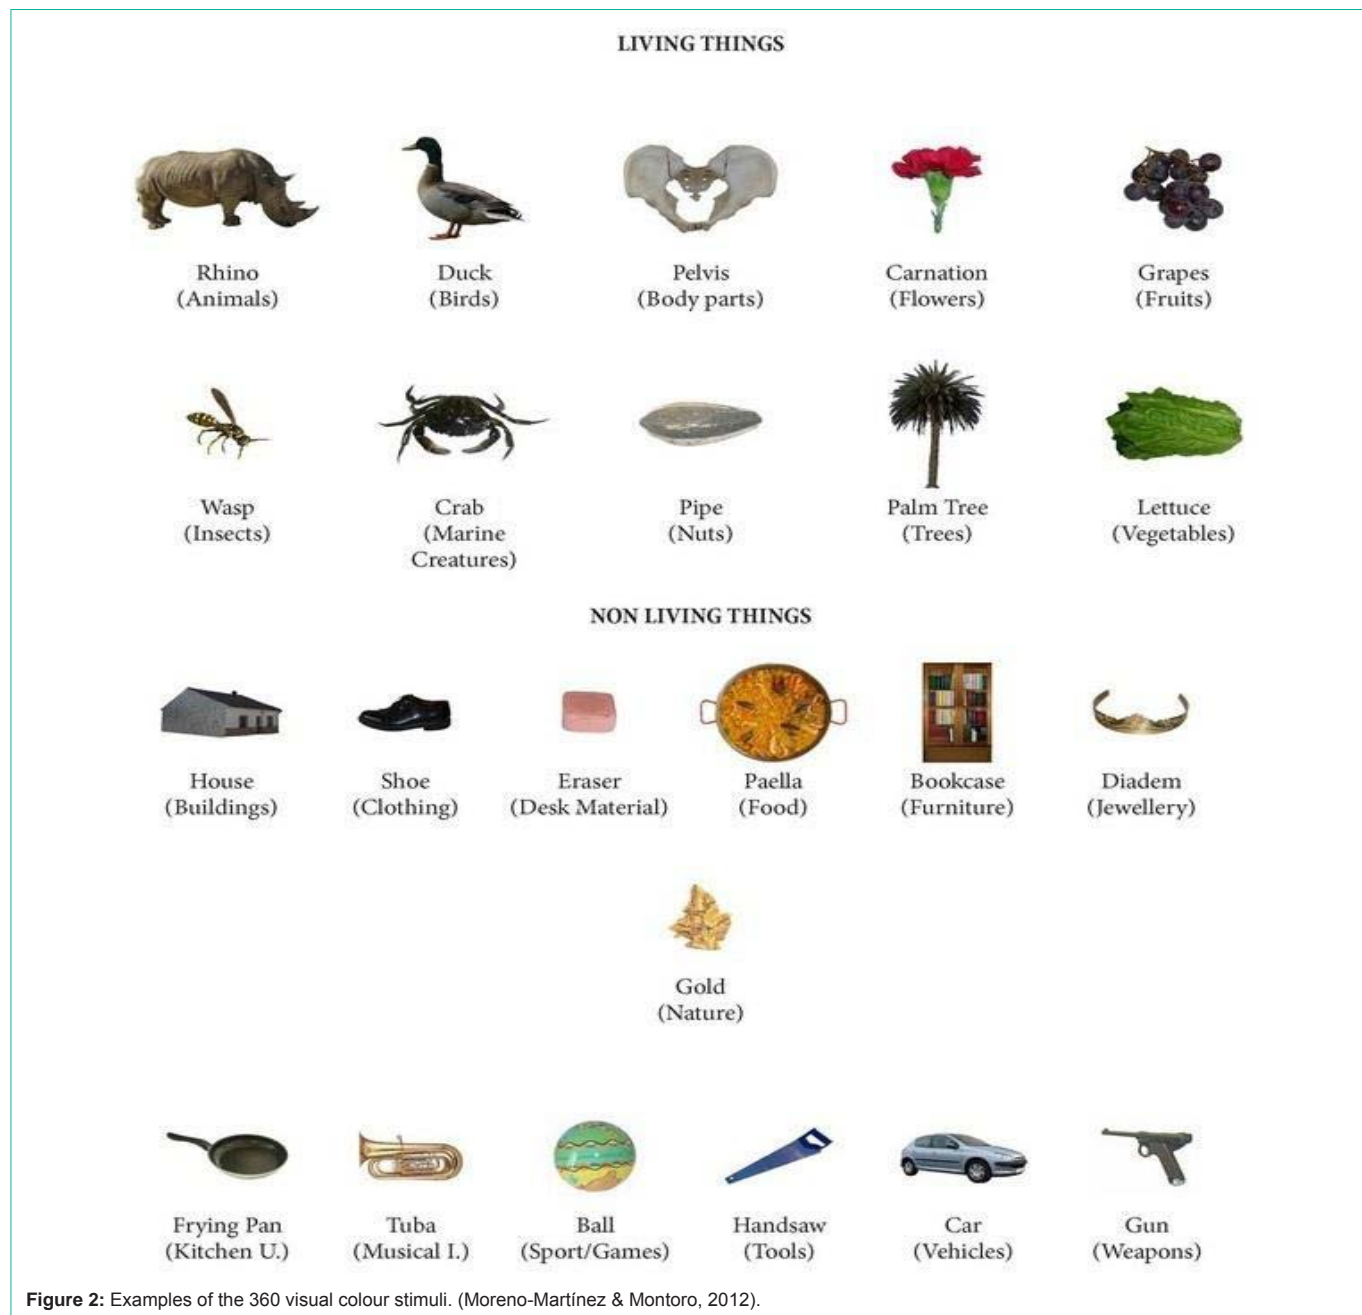 LIVING THINGS
Rhino
(Animals)
Duck
(Birds)
Pelvis
(Body parts)
Carnation
(Flowers)
Grapes
(Fruits)
Wasp
(Insects)
Crab
(Marine
Creatures)
Pipe
(Nuts)
Palm Tree
(Trees)
Lettuce
(Vegetables)
NON LIVING THINGS
House
(Buildings)
Shoe
(Clothing)
Eraser
(Desk Material)
Paella
(Food)
Bookcase
(Furniture)
Diadem
(Jewellery)
Gold
(Nature)
Frying Pan
(Kitchen U.)
Tuba
(Musical I.)
Ball
(Sport/Games)
Handsaw
(Tools)
Car
(Vehicles)
Gun
(Weapons)
Figure 2: Examples of the 360 visual colour stimuli. (Moreno-Martínez & Montoro, 2012).